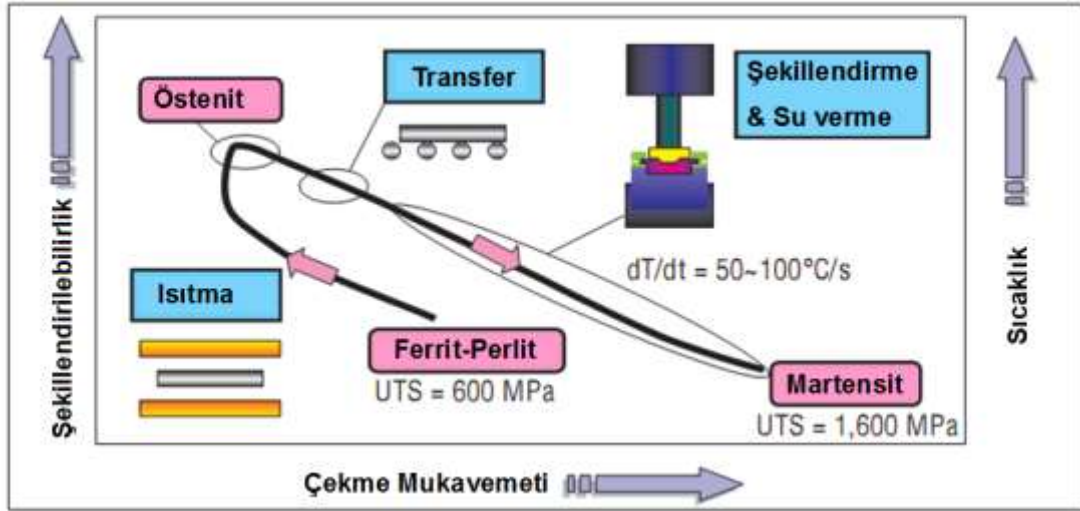 Östenit
Transfer
Şekillendirme
& Su verme
Şekillendirilebilirlik
Sıcaklık
dT/dt = 50~100°C/s
Isıtma
Ferrit-Perlit
UTS = 600 MPa
Martensit
UTS = 1,600 MPa
Çekme Mukavemeti